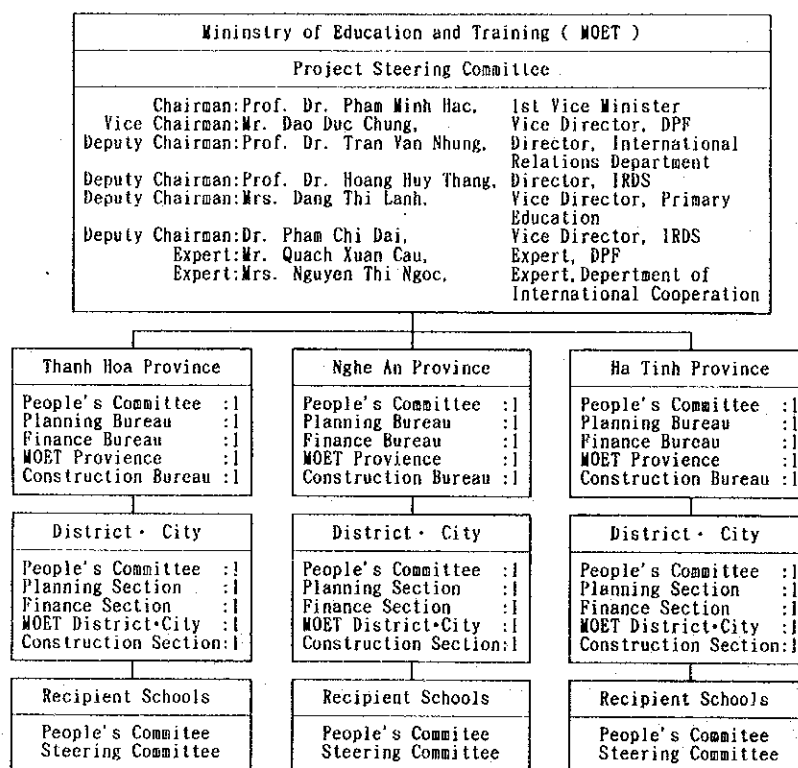 Mininstry of Education and Training ( MOET )
Project Steering Committee
Chairman:Prof. Dr. Pham Minh Hac, 1st Vice Minister
Vice Chairman:Mr. Dao Duc Chung, Vice Director, DPF
Deputy Chairman:Prof. Dr. Tran Van Nhung, Director, International
Relations Department
Deputy Chairman:Prof. Dr. Hoang Huy Thang, Director, IRDS
Deputy Chairman:Mrs. Dang Thi Lanh, Vice Director, Primary
Education
Deputy Chairman:Dr. Pham Chi Dai, Vice Director, IRDS
Expert:Mr. Quach Xuan Cau, Expert, DPF
Expert:Mrs. Nguyen Thi Ngoc, Expert,Depertment of
International Cooperation
Thanh Hoa Province
People's Committee :1
Planning Bureau :1
Finance Bureau :1
MOET Provience :1
Construction Bureau :1
Nghe An Province
People's Committee :1
Planning Bureau :1
Finance Bureau :1
MOET Provience :1
Construction Bureau :1
Ha Tinh Province
People's Committee :1
Planning Bureau :1
Finance Bureau :1
MOET Provience :1
Construction Bureau :1
District・ City
People's Committee :1
Planning Section :1
Finance Section :1
MOET District・City :1
Construction Section:1
District・ City
People's Committee :1
Planning Section :1
Finance Section :1
MOET District・City :1
Construction Section:1
District・ City
People's Committee :1
Planning Section :1
Finance Section :1
MOET District・City :1
Construction Section:1
Recipient Schools
People's Commitee
Steering Committee
Recipient Schools
People's Commitee
Steering Committee
Recipient Schools
People's Commitee
Steering Committee